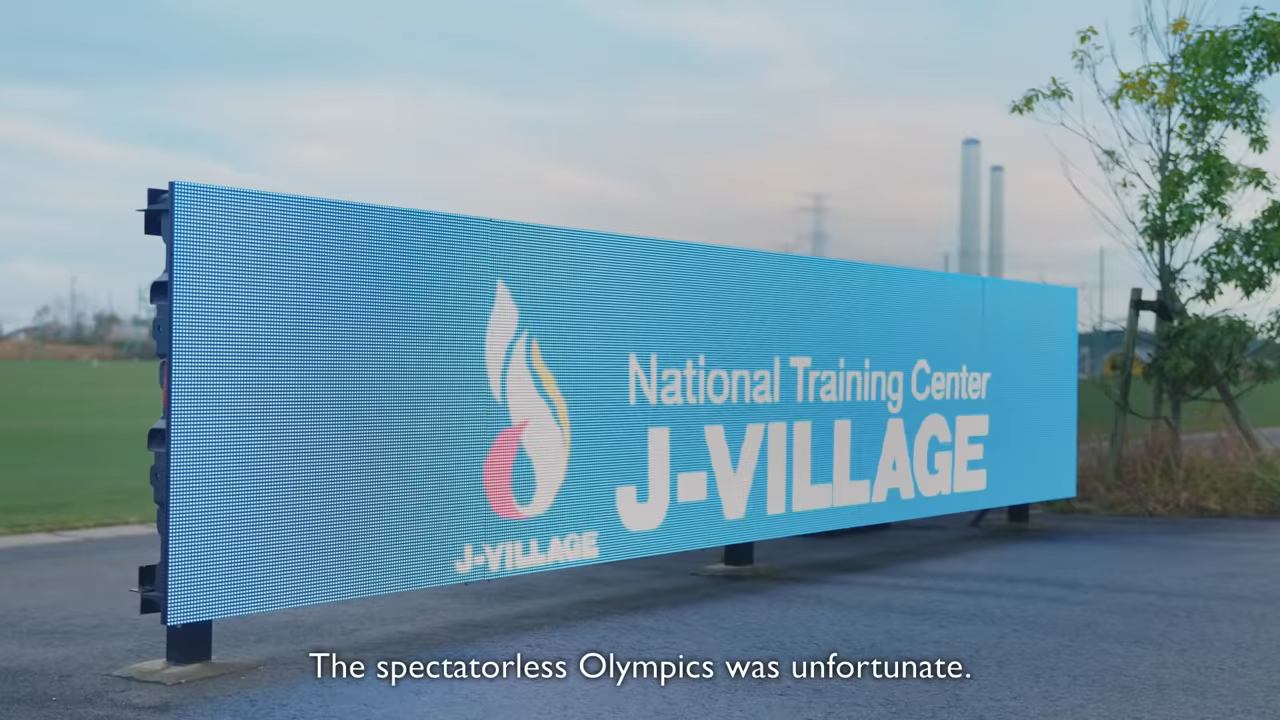 National Training Center
J-VILLAGE
J-VILLAGE
The spectatorless Olympics was unfortunate.